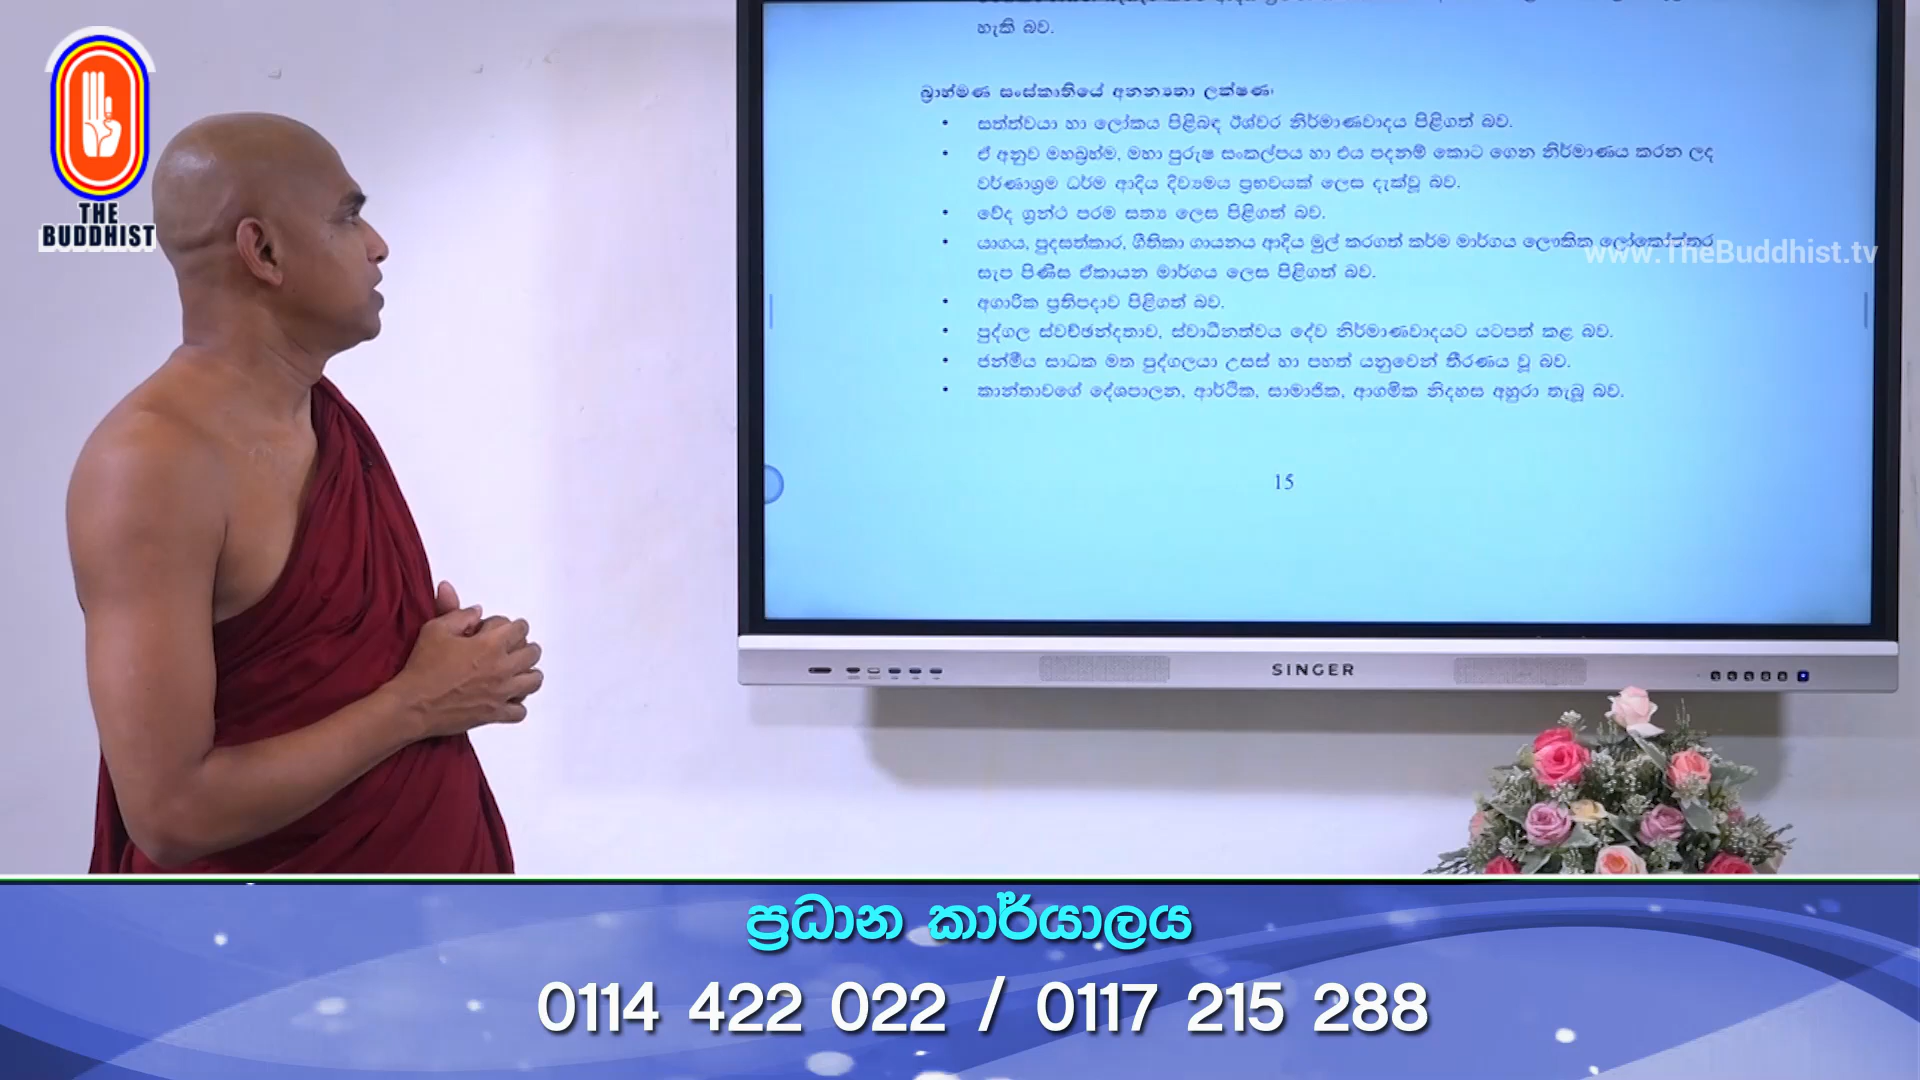 THE
BUDDHIST
හැකි බව.
බ්‍රාහ්මණ සංස්කෘතියේ අනන්‍යතා ලක්ෂණ
• සත්ත්වයා හා ලෝකය පිළිබඳ ඊශ්වර නිර්මාණවාදය පිළිගත් බව.
• ඒ අනුව මහබ්‍රහ්ම, මහා පුරුෂ සංකල්පය හා එය පදනම් කොට ගෙන නිර්මාණය කරන ලද
වර්ණාශ්‍රම ධර්ම ආදිය දිව්‍යමය ප්‍රභවයක් ලෙස දැක්වූ බව.
• වේද ග්‍රන්ථ පරම සත්‍ය ලෙස පිළිගත් බව.
• යාගය, පුදසත්කාර, ගීතිකා ගායනය ආදිය මුල් කරගත් කර්ම මාර්ගය ලෞකික ලෝකෝත්තර
www.TheBuddhist.tv
සැප පිණිස ඒකායන මාර්ගය ලෙස පිළිගත් බව.
• අගාරික ප්‍රතිපදාව පිළිගත් බව.
• පුද්ගල ස්වච්ඡන්දතාව, ස්වාධීනත්වය දේව නිර්මාණවාදයට යටපත් කළ බව.
• ජන්මීය සාධක මත පුද්ගලයා උසස් හා පහත් යනුවෙන් තීරණය වූ බව.
• කාන්තාවගේ දේශපාලන, ආර්ථික, සාමාජික, ආගමික නිදහස අහුරා තැබූ බව.
15
SINGER
ප්‍රධාන කාර්යාලය
0114 422 022 / 0117 215 288